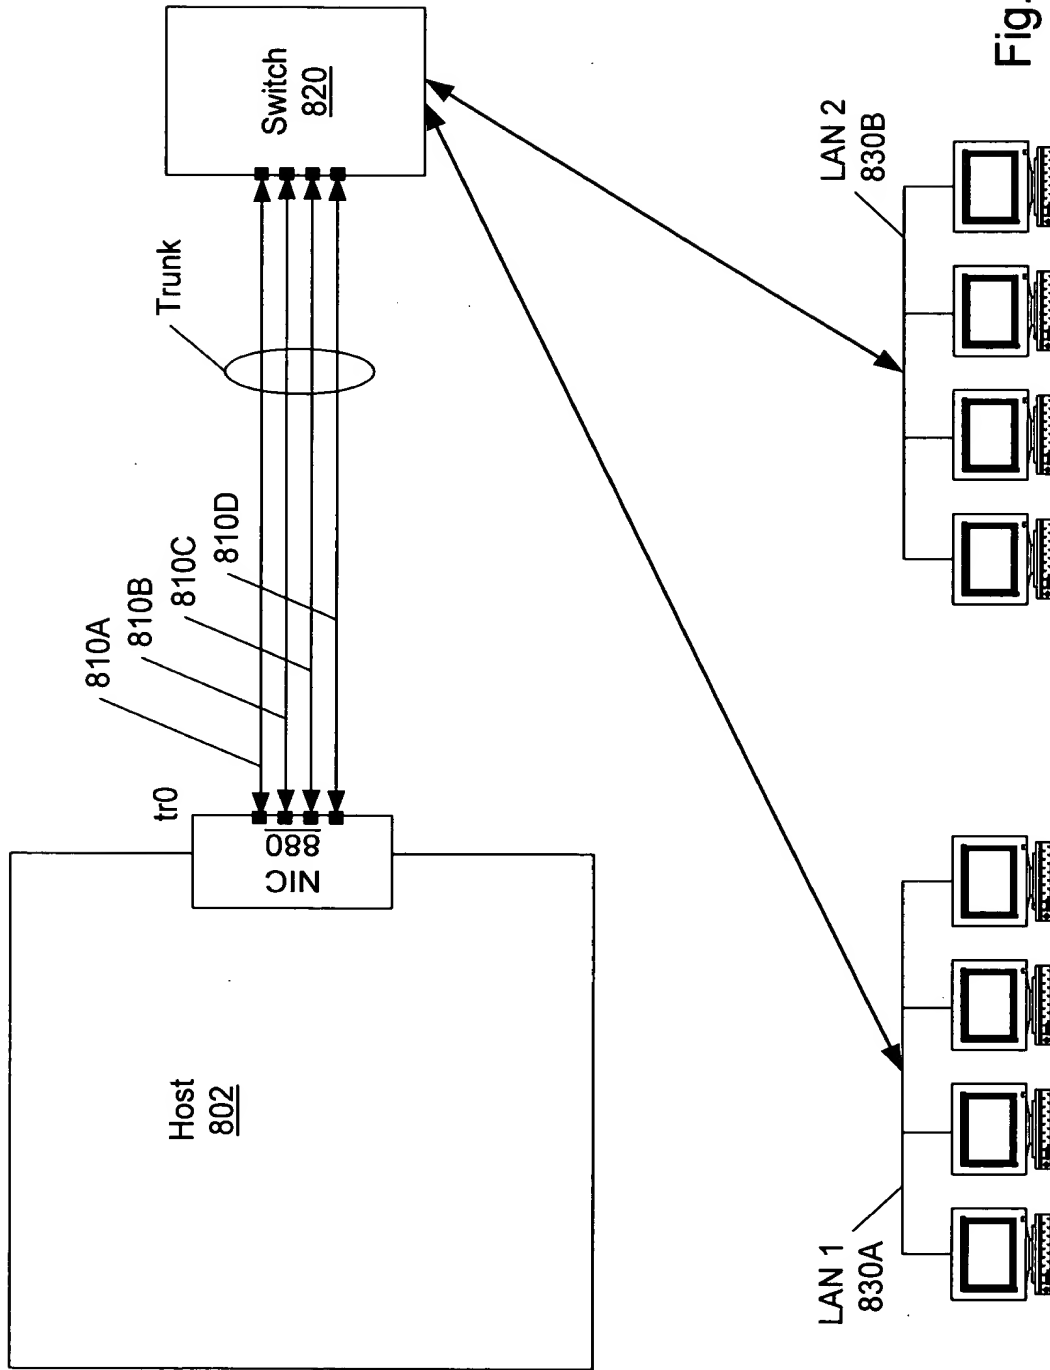 Host
802
NIC
880
tr0
810A
810B
810C
810D
Trunk
Switch
820
LAN 1
830A
LAN 2
830B
Fig.